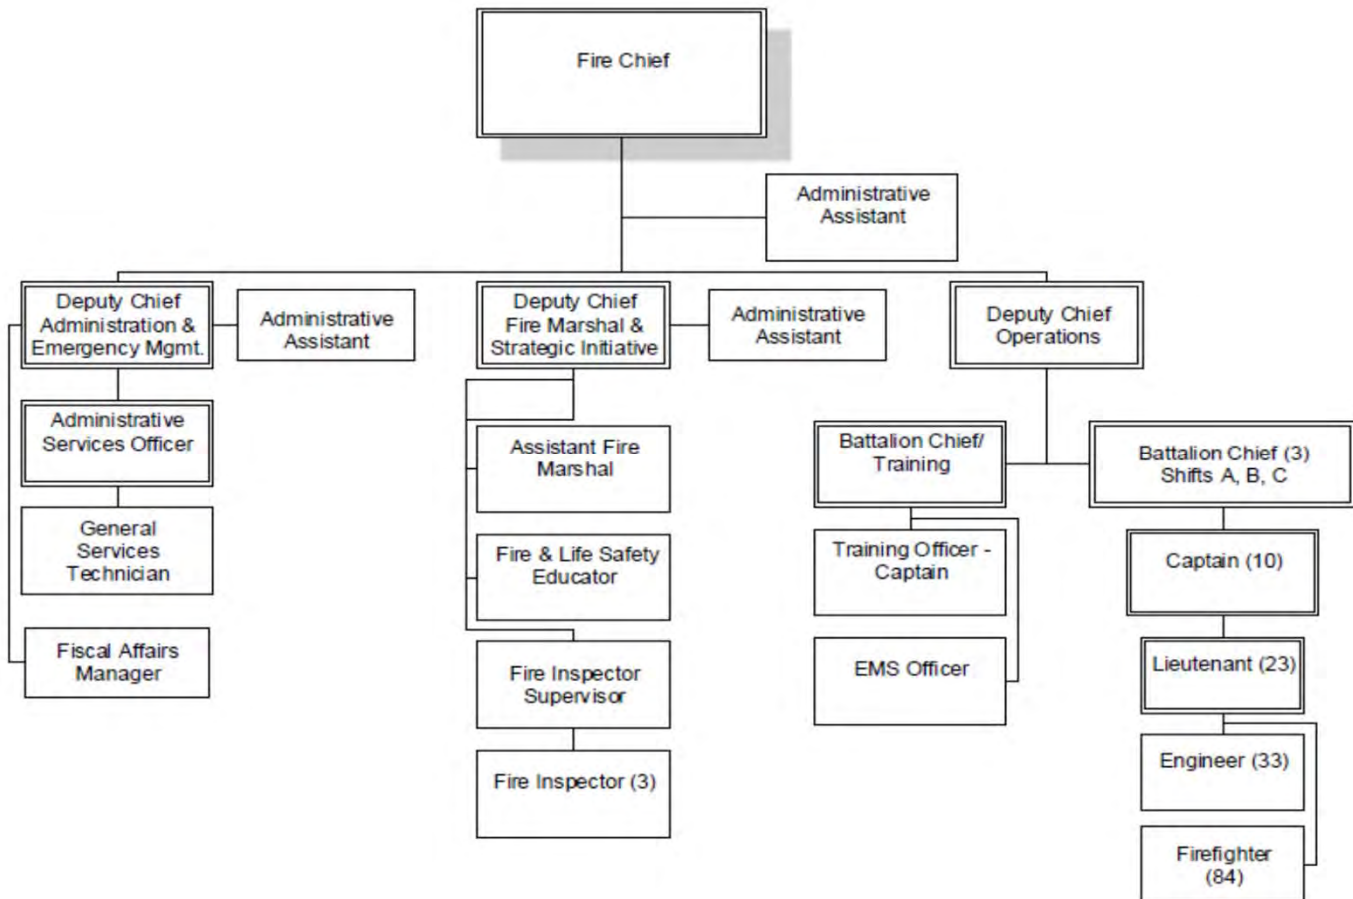 Fire Chief
Administrative
Assistant
Deputy Chief
Administration &
Emergency Mgmt.
Administrative
Assistant
Deputy Chief
Fire Marshal &
Strategic Initiative
Administrative
Assistant
Deputy Chief
Operations
Administrative
Services Officer
General
Services
Technician
Fiscal Affairs
Manager
Assistant Fire
Marshal
Fire & Life Safety
Educator
Fire Inspector
Supervisor
Fire Inspector (3)
Battalion Chief/
Training
Training Officer -
Captain
EMS Officer
Battalion Chief (3)
Shifts A, B, C
Captain (10)
Lieutenant (23)
Engineer (33)
Firefighter
(84)